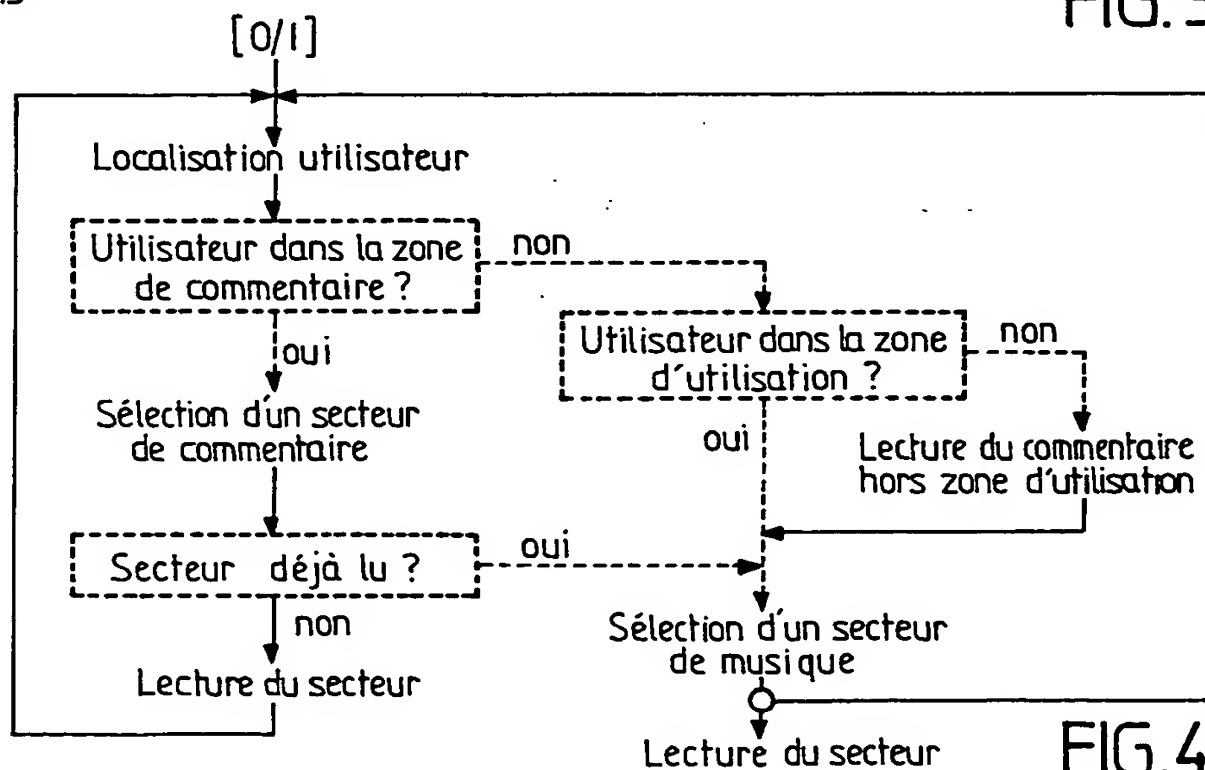 [0/1]
Localisation utilisateur
Utilisateur dans la zone
de commentaire ?
non
oui
Utilisateur dans la zone
d'utilisation ?
non
Sélection d'un secteur
de commentaire
oui
Lecture du commentaire
hors zone d'utilisation
Secteur déjà lu ?
oui
non
Sélection d'un secteur
de musique
Lecture du secteur
Lecture du secteur
FIG.4